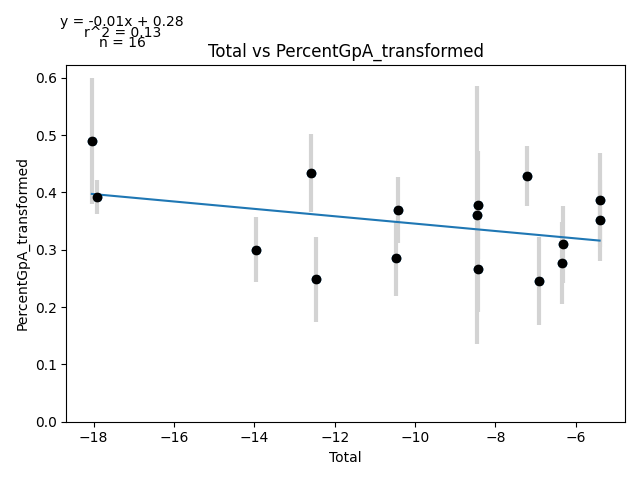 y = -0.01x + 0.28
r^2 = 0.13
n = 16
Total vs PercentGpA_transformed
PercentGpA_transformed
0.6
0.5
0.4
0.3
0.2
0.1
0.0
−18 −16 −14 −12 −10 −8 −6
Total